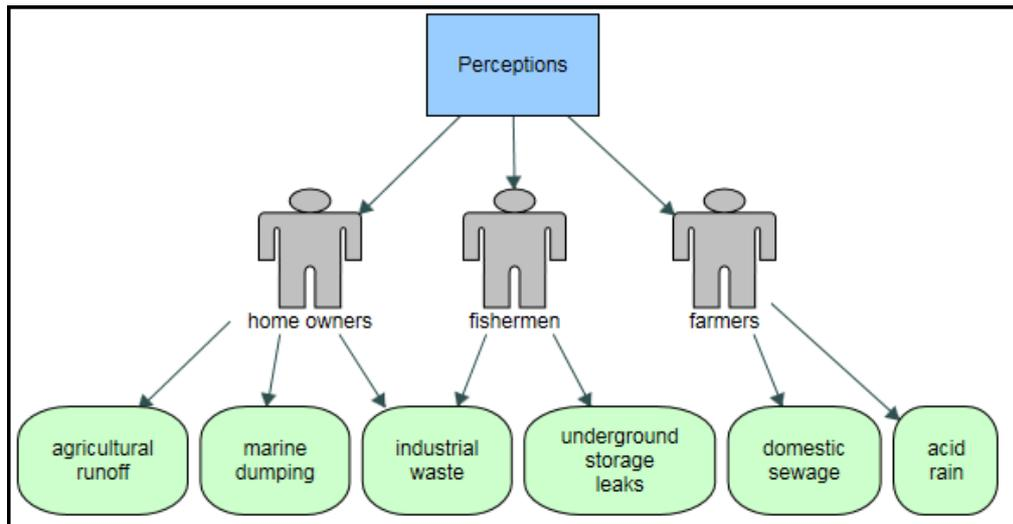 Perceptions
home owners
fishermen
farmers
agricultural
runoff
marine
dumping
industrial
waste
underground
storage
leaks
domestic
sewage
acid
rain